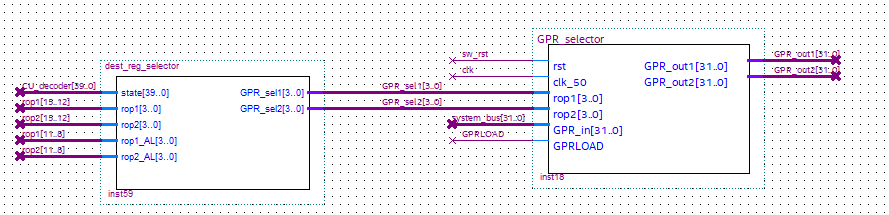 dest_reg_selector
CU_decoder[39..0]
rop1[15..12]
rop2[15..12]
rop1[11..8]
rop2[11..8]
state[39..0]
rop1[3..0]
rop2[3..0]
rop1_AL[3..0]
rop2_AL[3..0]
GPR_sel1[3..0]
GPR_sel2[3..0]
inst59
GPR_sel1[3..0]
GPR_sel2[3..0]
GPR_selector
sw_rst
clk
system_bus[31..0]
GPRLOAD
rst
clk_50
rop1[3..0]
rop2[3..0]
GPR_in[31..0]
GPRLOAD
GPR_out1[31..0]
GPR_out2[31..0]
inst18
GPR_out1[31..0]
GPR_out2[31..0]